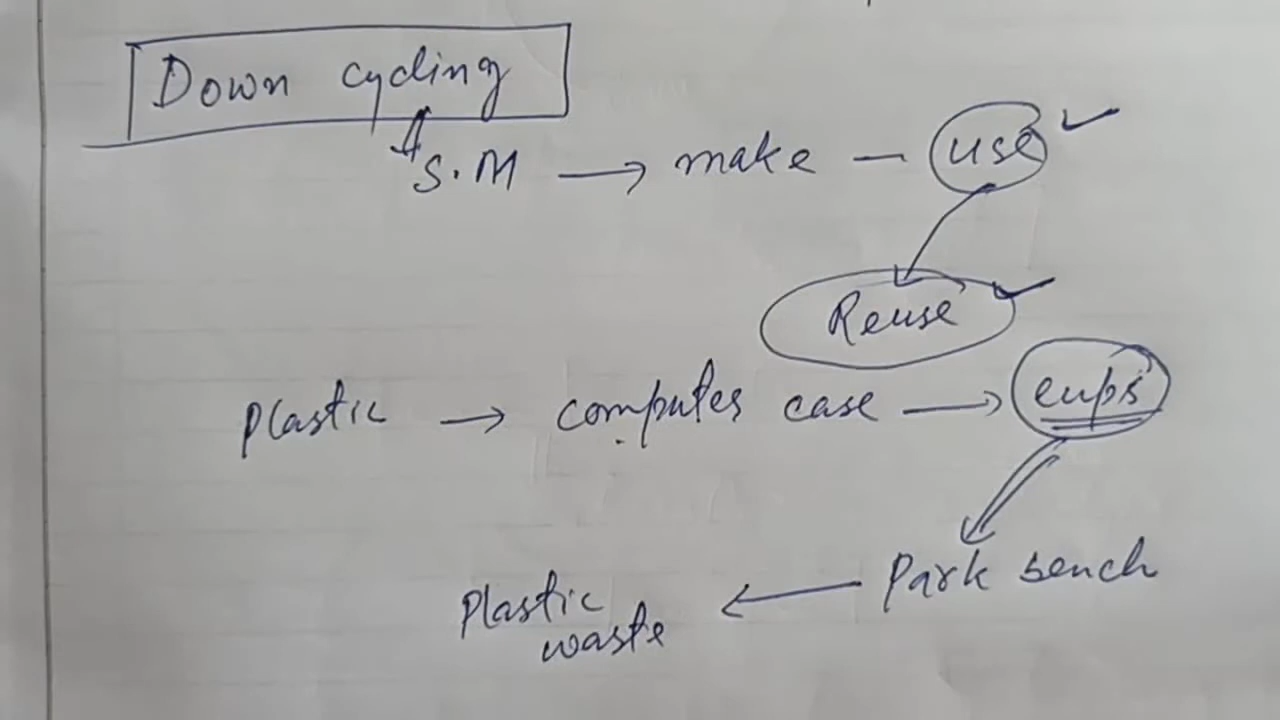 Down cycling
S.M → make — use ✓
Reuse ✓
Plastic → computes case → cups
Park bench
Plastic ←
waste